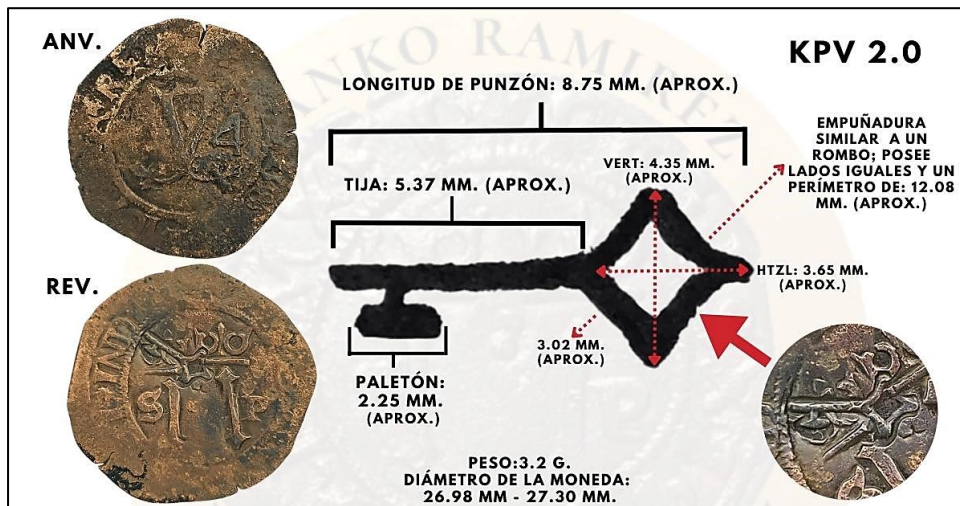 ANV.
KPV 2.0
LONGITUD DE PUNZÓN: 8.75 MM. (APROX.)
EMPUÑADURA
SIMILAR A UN
ROMBO; POSEE
LADOS IGUALES Y UN
PERÍMETRO DE: 12.08
MM. (APROX.)
VERT: 4.35 MM.
(APROX.)
TIJA: 5.37 MM. (APROX.)
REV.
HTZL: 3.65 MM.
(APROX.)
3.02 MM.
(APROX.)
PALETÓN:
2.25 MM.
(APROX.)
PESO:3.2 G.
DIÁMETRO DE LA MONEDA:
26.98 MM - 27.30 MM.